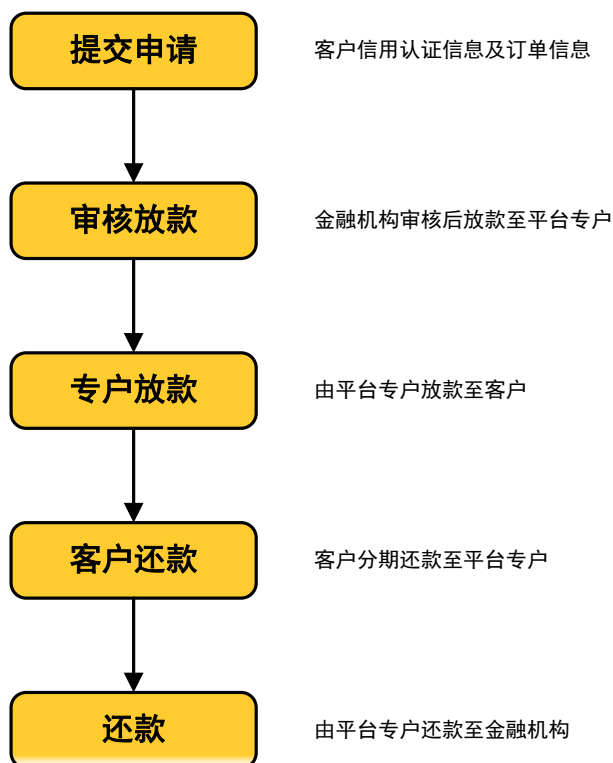 提交申请
客户信用认证信息及订单信息
审核放款
金融机构审核后放款至平台专户
专户放款
由平台专户放款至客户
客户还款
客户分期还款至平台专户
还款
由平台专户还款至金融机构